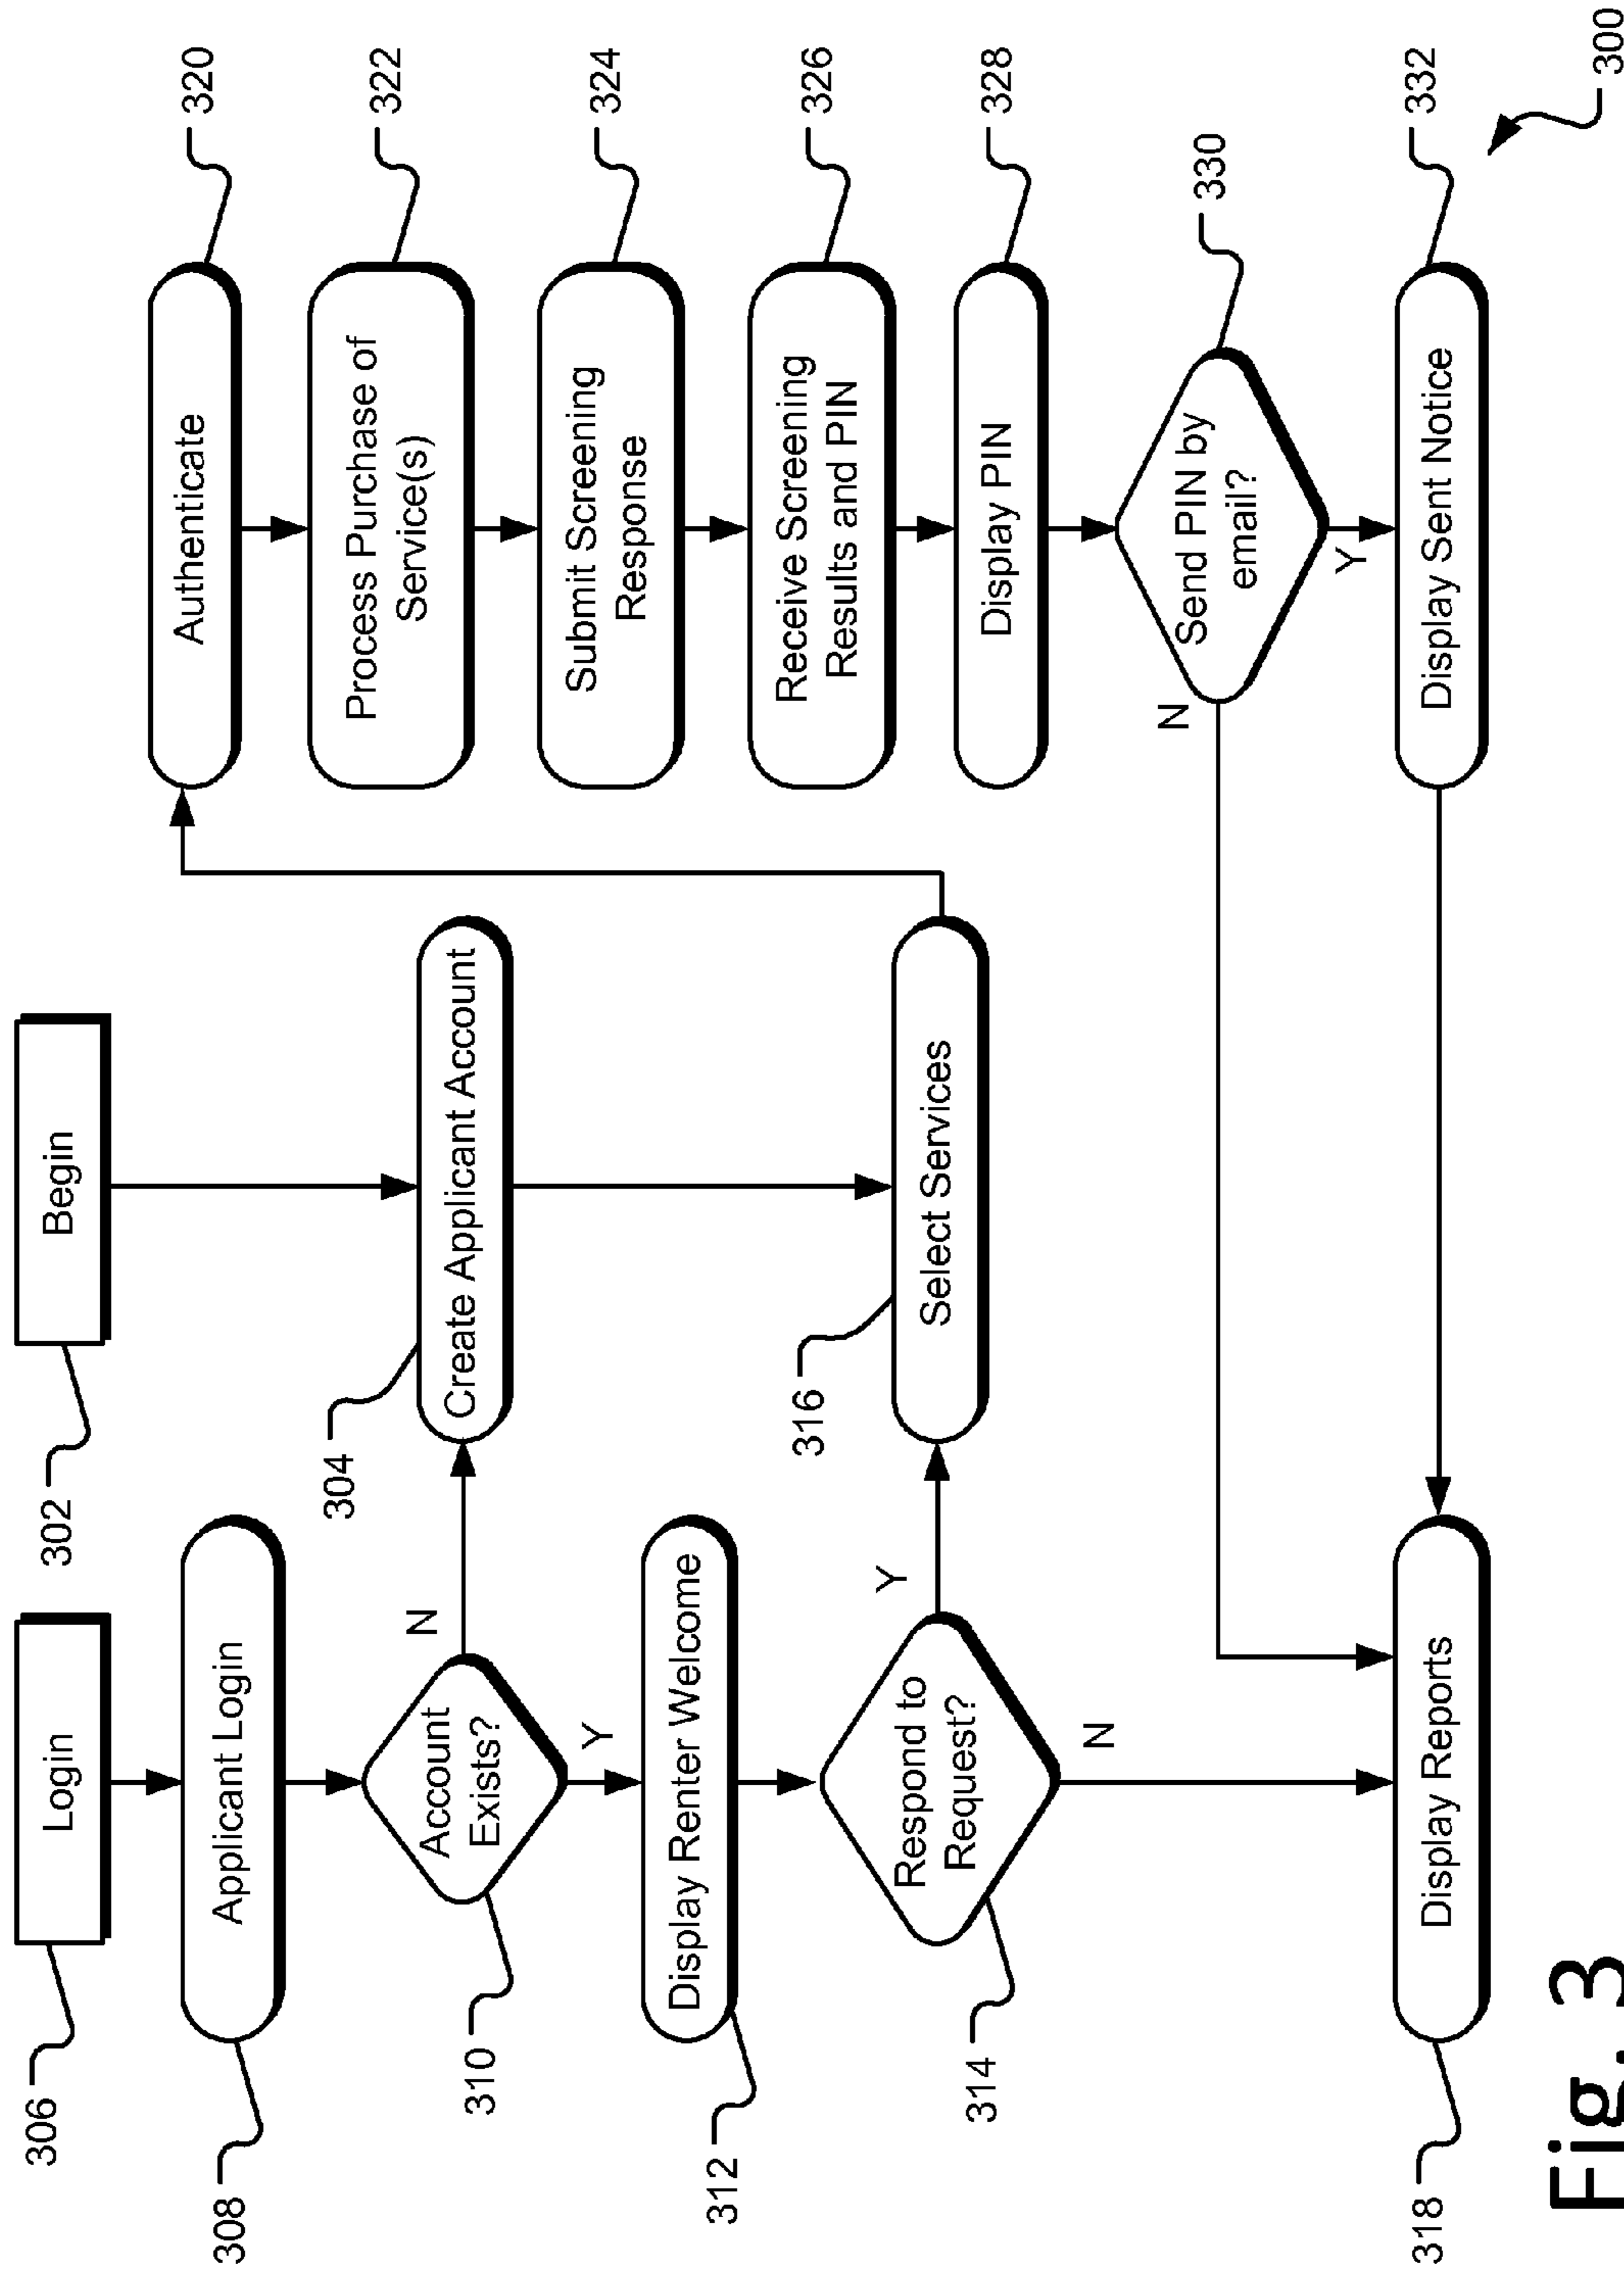 306
Login
302
Begin
308
Applicant Login
310
Account
Exists?
N
Y
304
Create Applicant Account
312
Display Renter Welcome
314
Respond to
Request?
Y
N
316
Select Services
318
Display Reports
Authenticate
320
Process Purchase of
Service(s)
322
Submit Screening
Response
324
Receive Screening
Results and PIN
326
Display PIN
328
Send PIN by
email?
330
N
Y
Display Sent Notice
332
300
Fig. 3